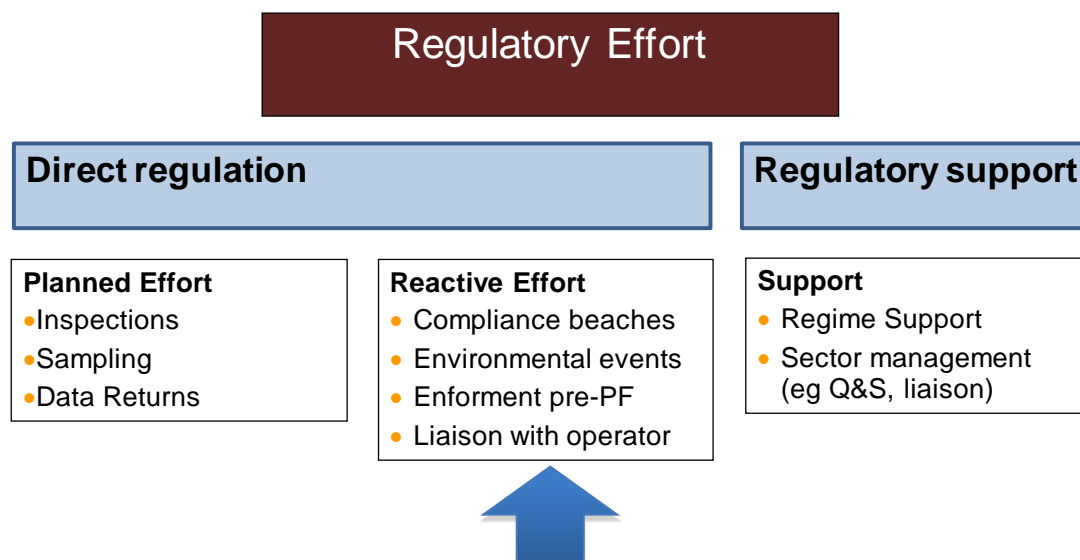 Regulatory Effort
Direct regulation
Regulatory support
Planned Effort
•Inspections
•Sampling
•Data Returns
Reactive Effort
• Compliance beaches
• Environmental events
• Enforment pre-PF
• Liaison with operator
Support
• Regime Support
• Sector management
(eg Q&S, liaison)